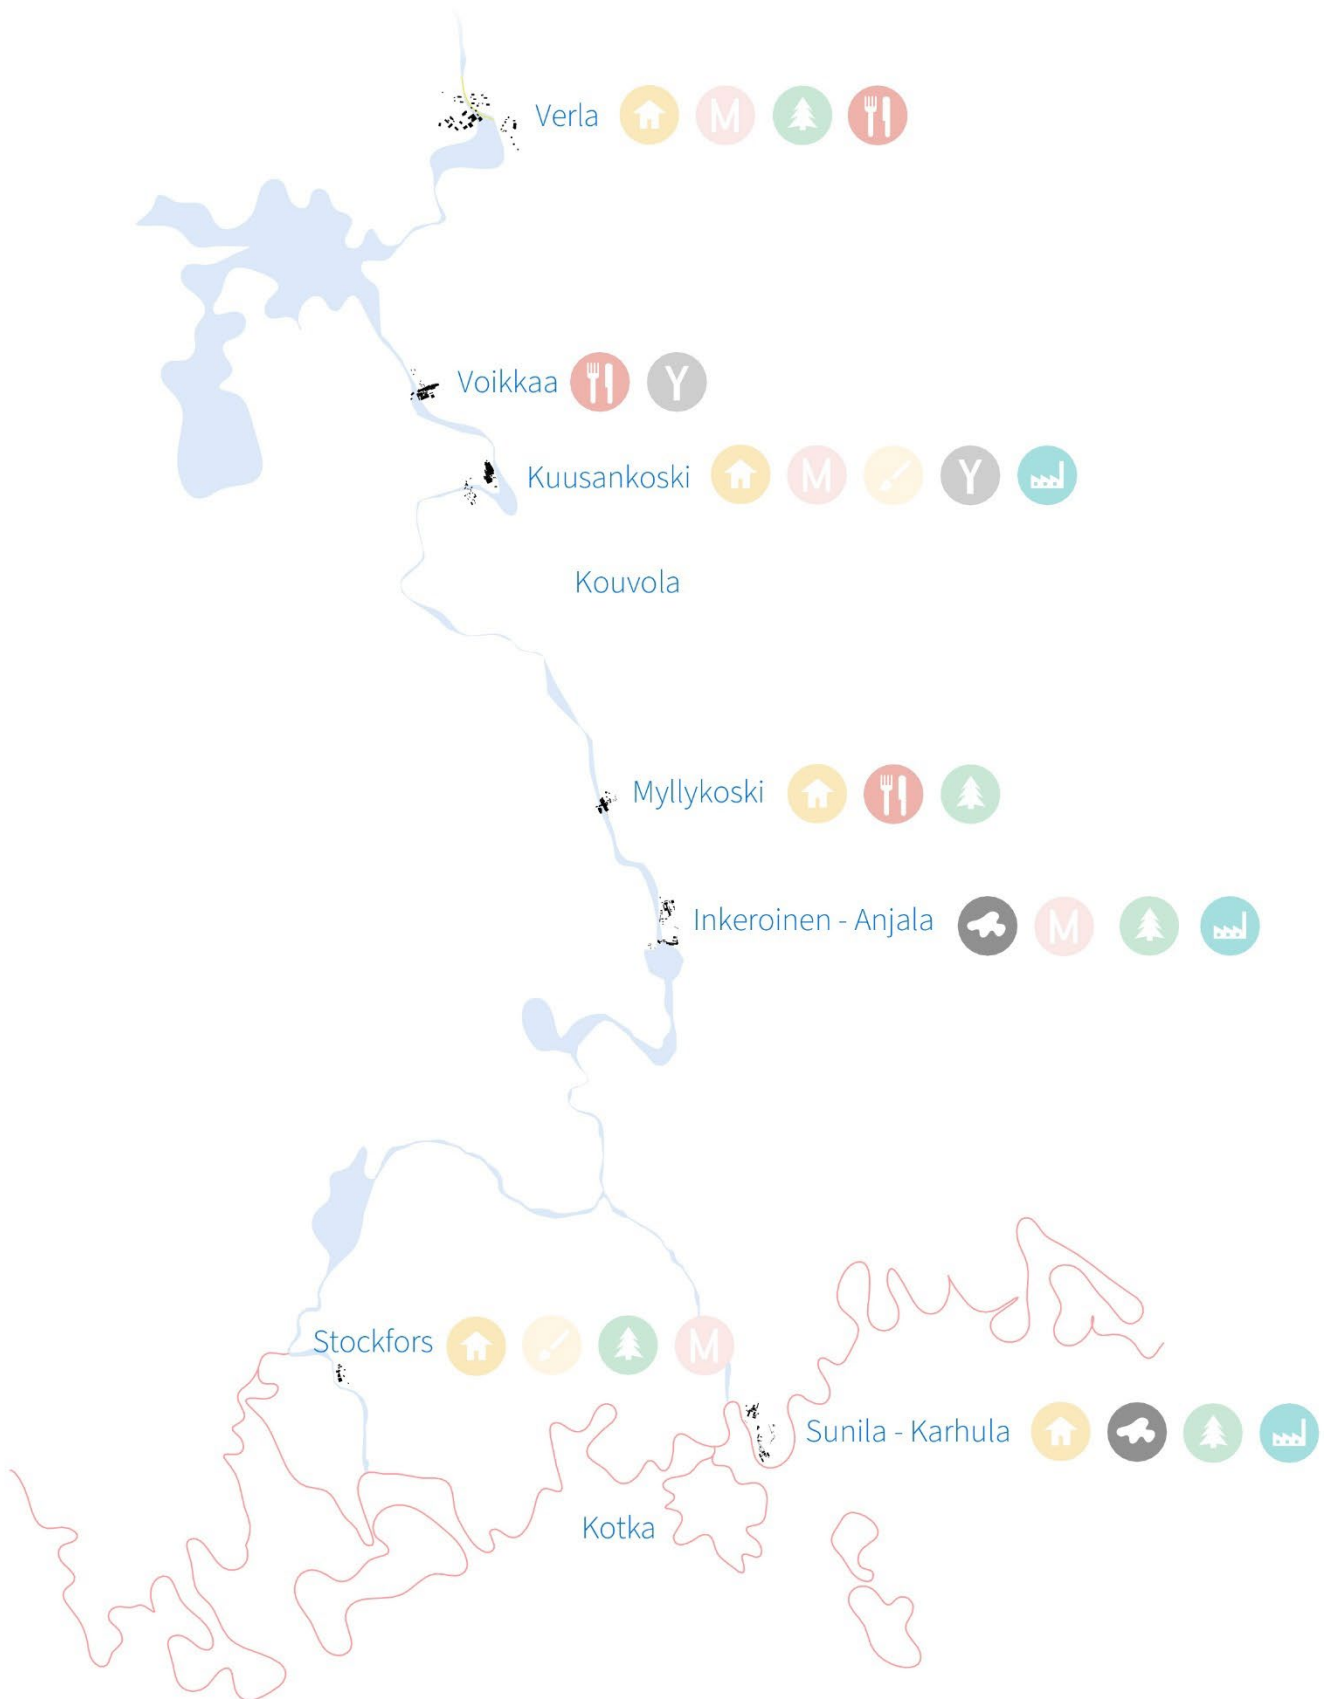 Verla M
Voikkaa Y
Kuusankoski M Y
Kouvola
Myllykoski
Inkeroinen - Anjala M
Stockfors M
Sunila - Karhula
Kotka